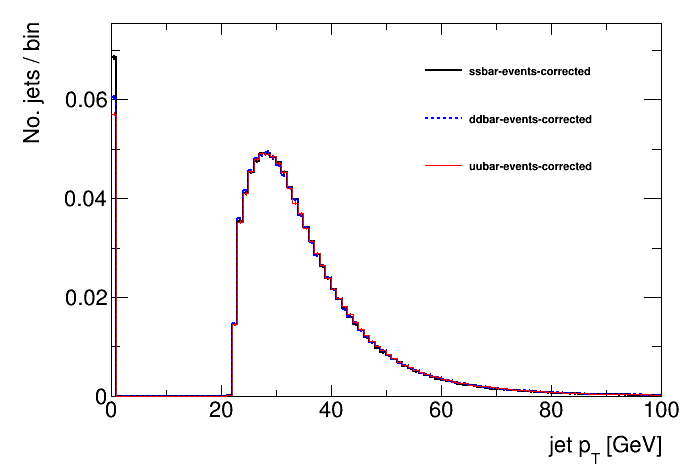 No. jets / bin
ssbar-events-corrected
ddbar-events-corrected
uubar-events-corrected
0.06
0.04
0.02
0
0 20 40 60 80 100
jet pT [GeV]